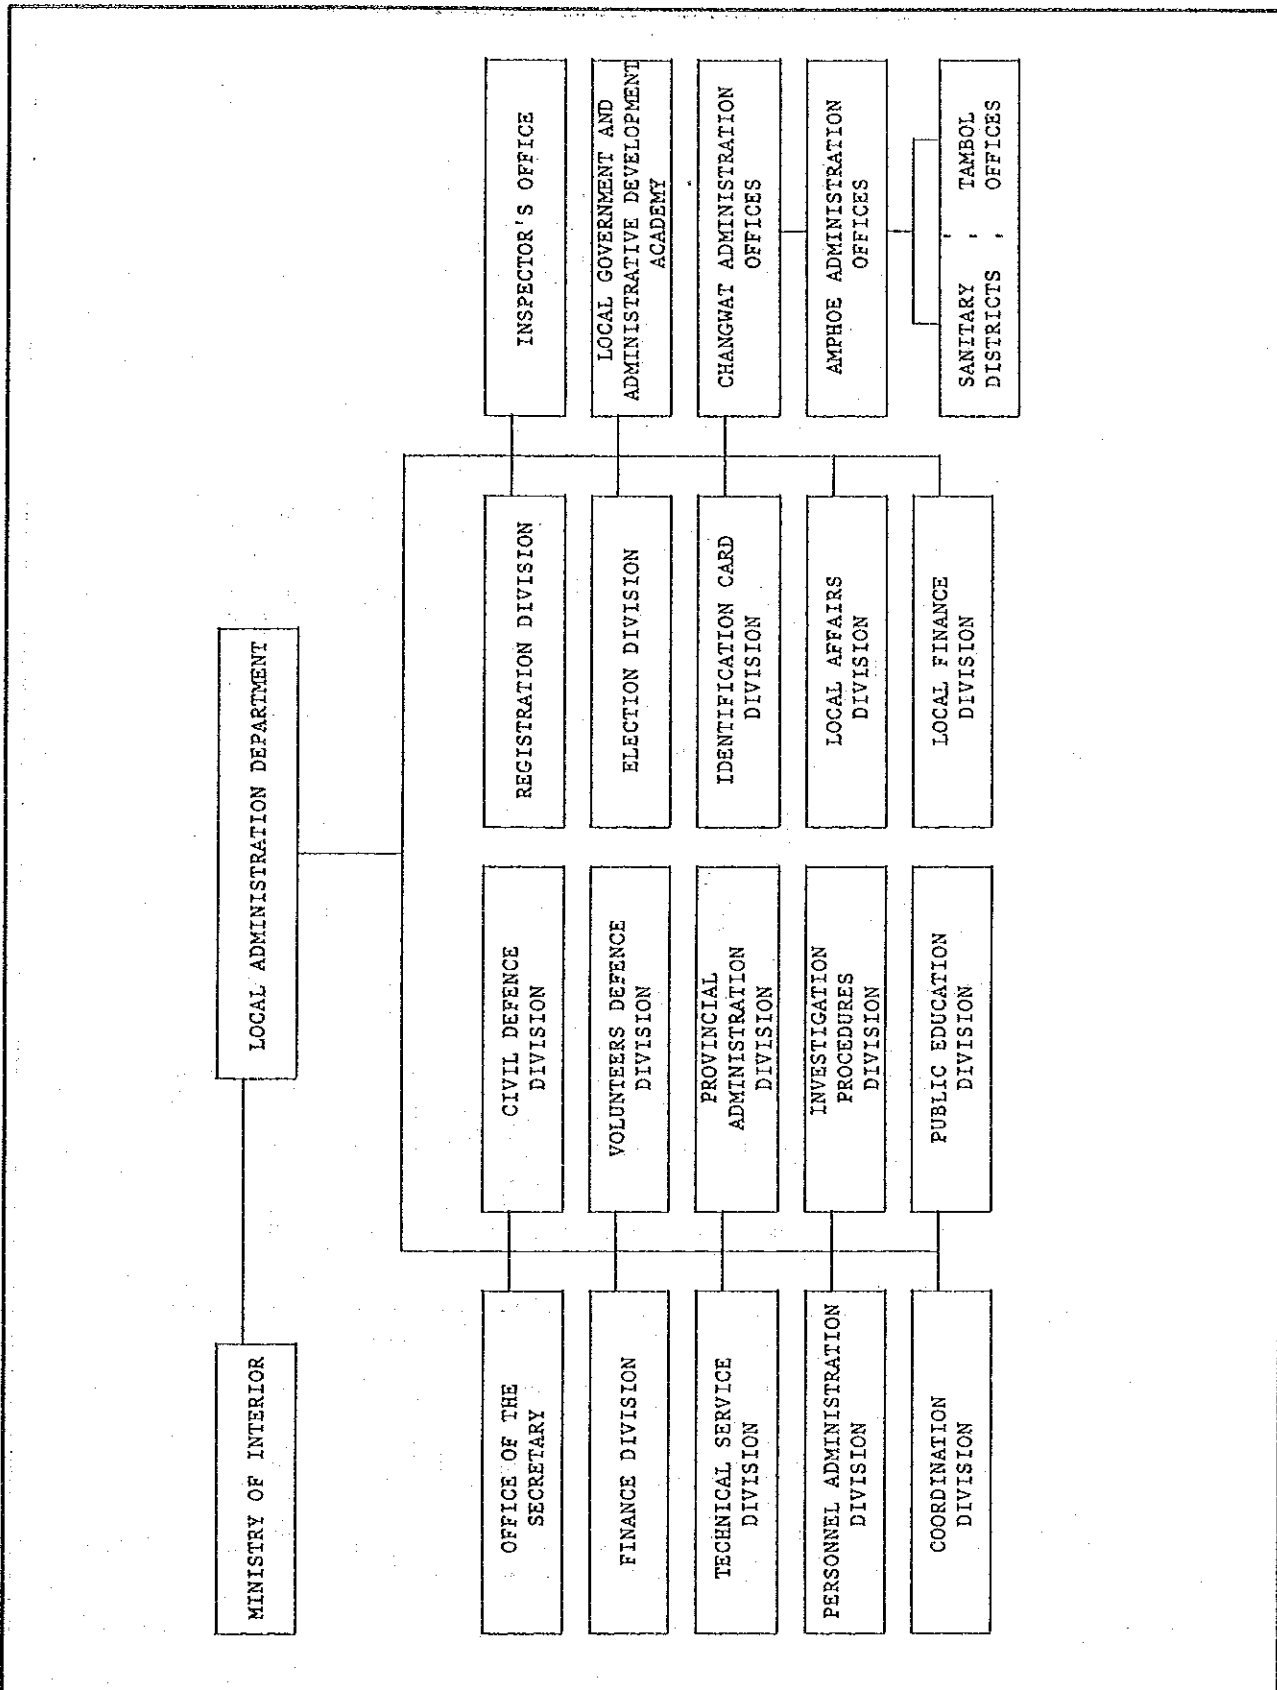 MINISTRY OF INTERIOR
LOCAL ADMINISTRATION DEPARTMENT
OFFICE OF THE
SECRETARY
FINANCE DIVISION
TECHNICAL SERVICE
DIVISION
PERSONNEL ADMINISTRATION
DIVISION
COORDINATION
DIVISION
CIVIL DEFENCE
DIVISION
VOLUNTEERS DEFENCE
DIVISION
PROVINCIAL
ADMINISTRATION
DIVISION
INVESTIGATION
PROCEDURES
DIVISION
PUBLIC EDUCATION
DIVISION
REGISTRATION DIVISION
ELECTION DIVISION
IDENTIFICATION CARD
DIVISION
LOCAL AFFAIRS
DIVISION
LOCAL FINANCE
DIVISION
INSPECTOR'S OFFICE
LOCAL GOVERNMENT AND
ADMINISTRATIVE DEVELOPMENT
ACADEMY
CHANGWAT ADMINISTRATION
OFFICES
AMPHOE ADMINISTRATION
OFFICES
SANITARY
DISTRICTS
TAMBOL
OFFICES